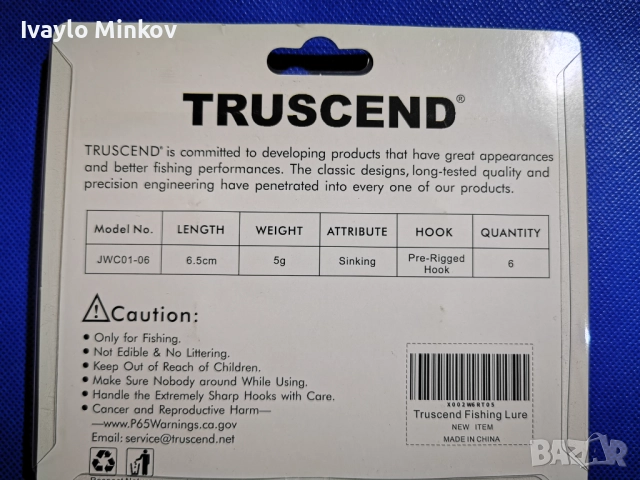 Ivaylo Minkov
TRUSCEND®
TRUSCEND® is committed to developing products that have great appearances
and better fishing performances. The classic designs, long-tested quality and
precision engineering have penetrated into every one of our products.
Model No. LENGTH WEIGHT ATTRIBUTE HOOK QUANTITY
JWC01-06 6.5cm 5g Sinking Pre-Rigged Hook 6
Caution:
• Only for Fishing.
• Not Edible & No Littering.
• Keep Out of Reach of Children.
• Make Sure Nobody around While Using.
• Handle the Extremely Sharp Hooks with Care.
• Cancer and Reproductive Harm—
—www.P65Warnings.ca.gov
Email: service@truscend.net
X002W6RT05
Truscend Fishing Lure
NEW ITEM
MADE IN CHINA
BAZAR